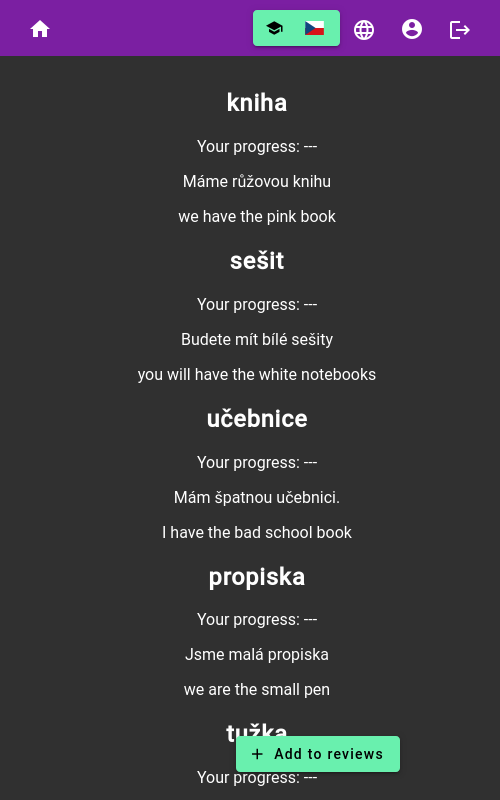 kniha
Your progress: ---
Máme růžovou knihu
we have the pink book
sešit
Your progress: ---
Budete mít bílé sešity
you will have the white notebooks
učebnice
Your progress: ---
Mám špatnou učebnici.
I have the bad school book
propiska
Your progress: ---
Jsme malá propiska
we are the small pen
tužka
Add to reviews
Your progress: ---